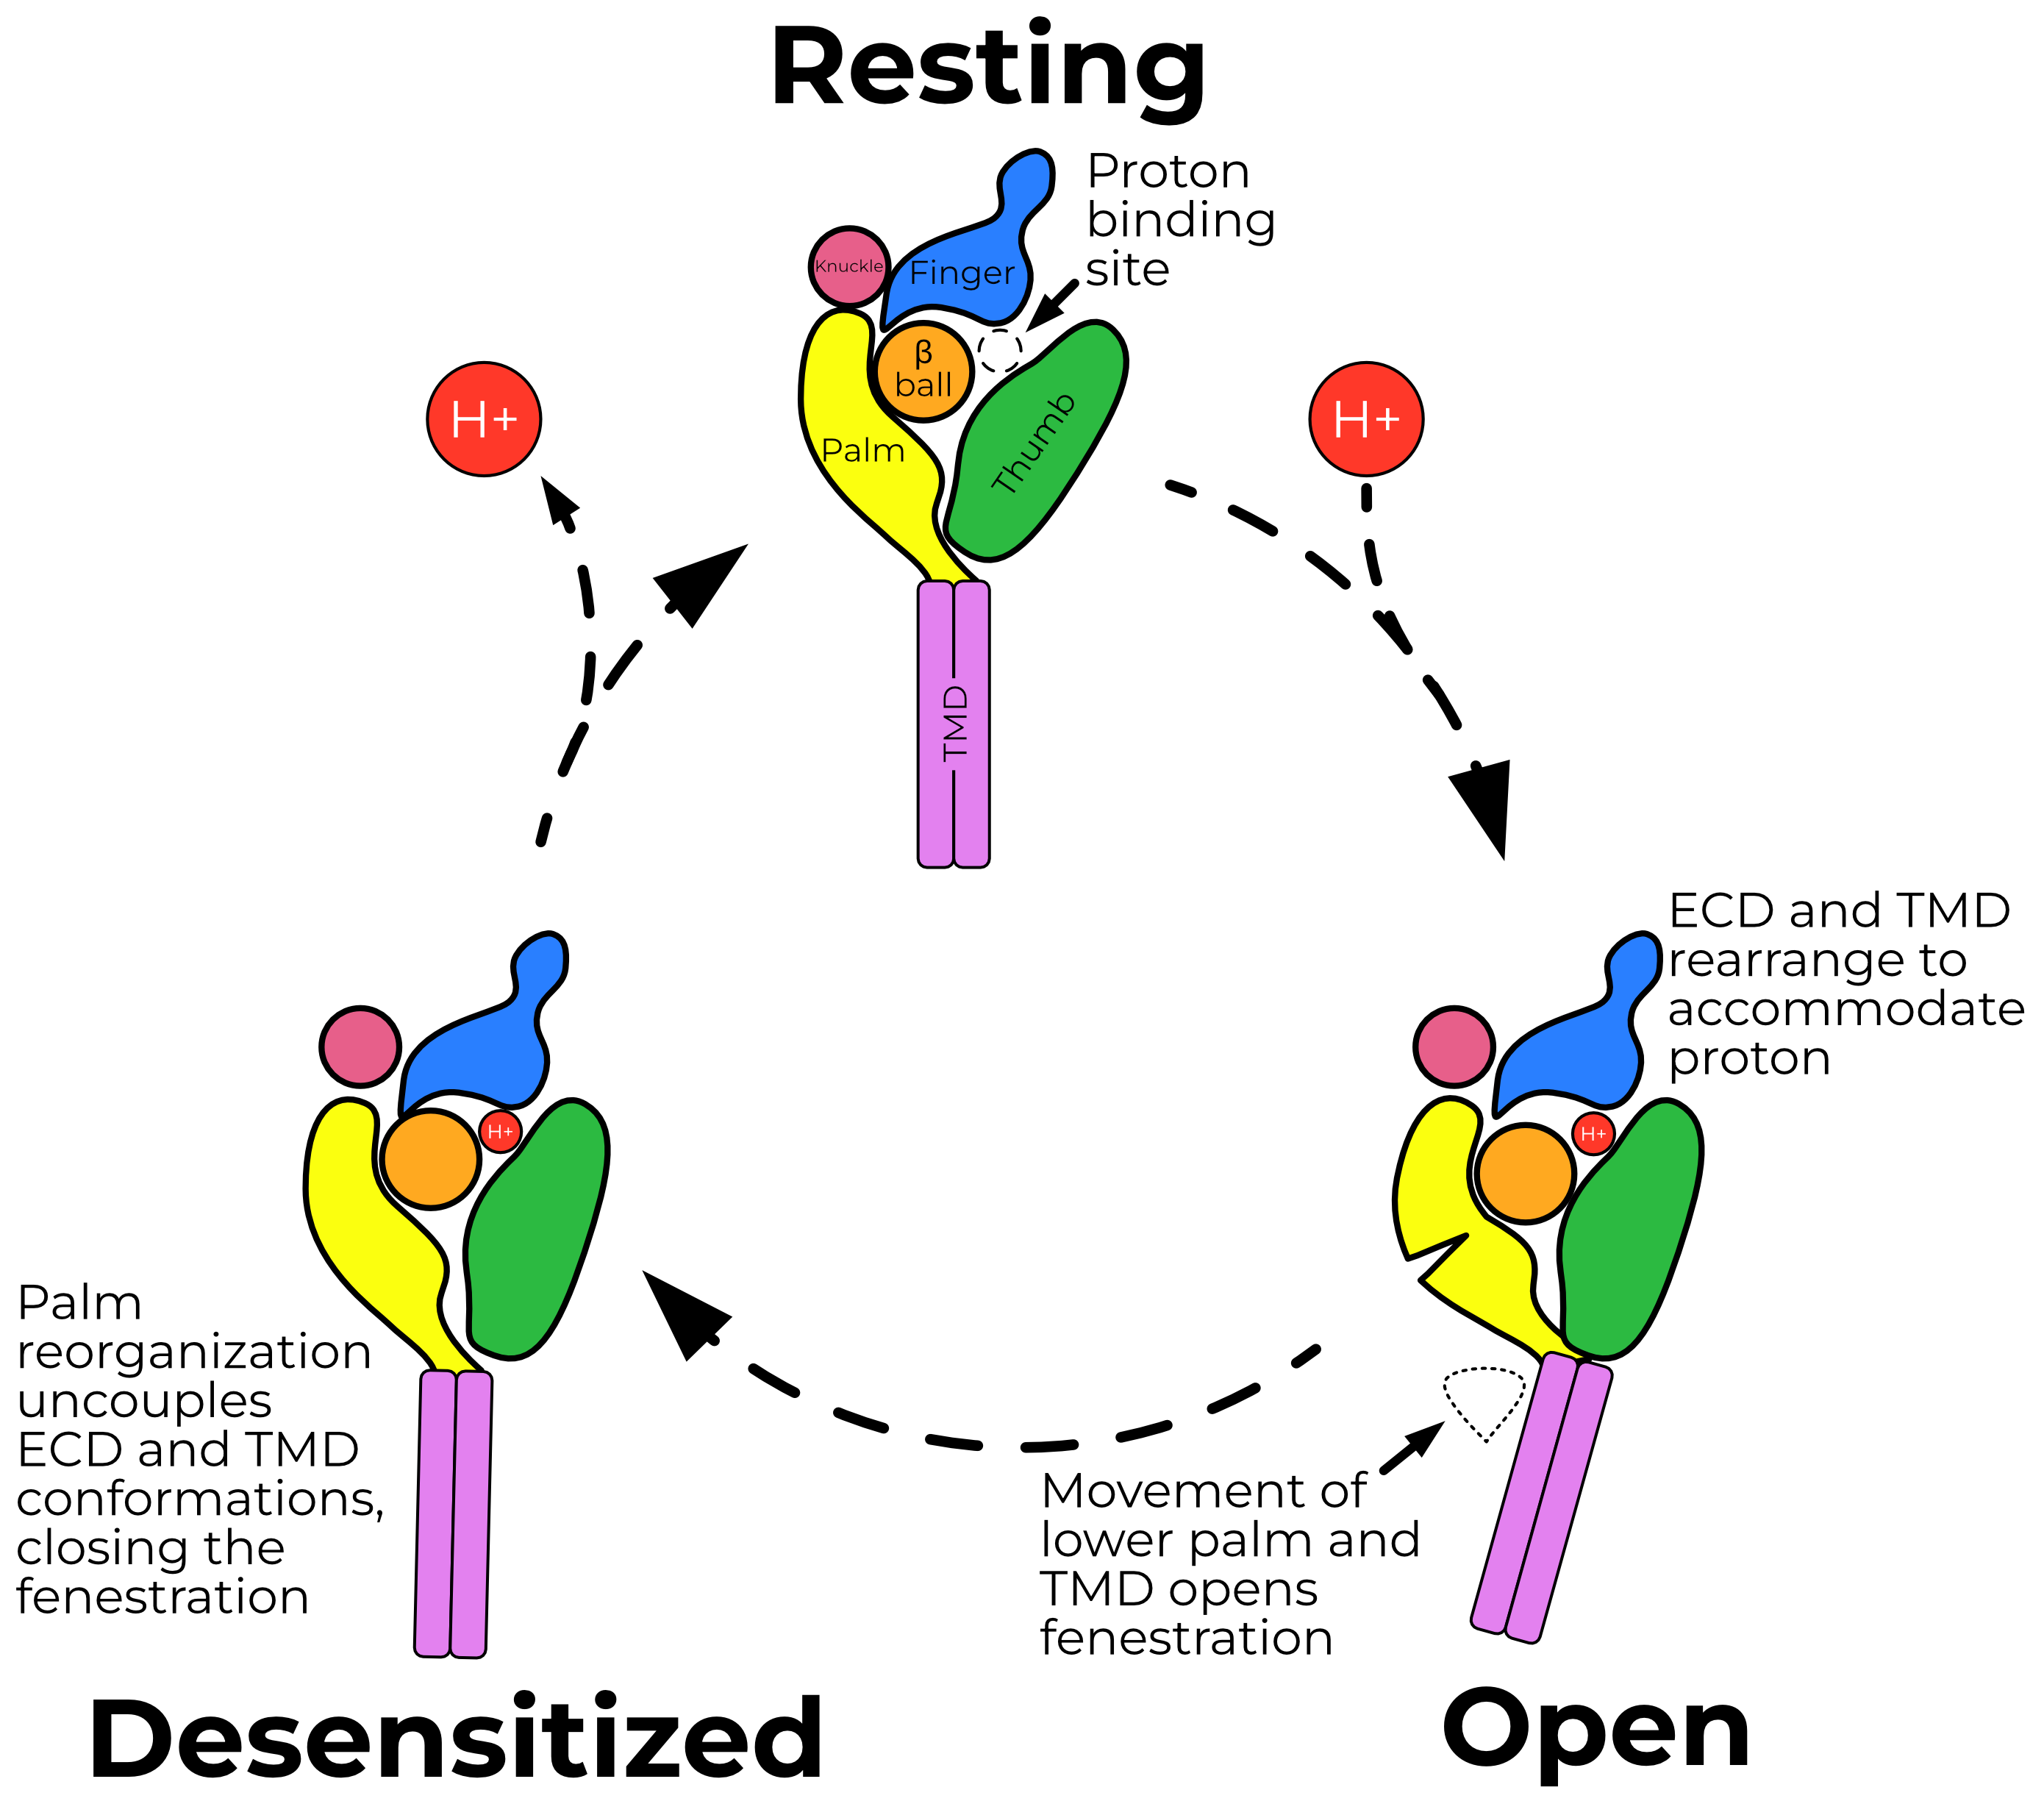 Resting
Proton
binding
site
Knuckle
Finger
β
ball
Palm
Thumb
TMD
H+
H+
ECD and TMD
rearrange to
accommodate
proton
H+
H+
Palm
reorganization
uncouples
ECD and TMD
conformations,
closing the
fenestration
Movement of
lower palm and
TMD opens
fenestration
Desensitized
Open